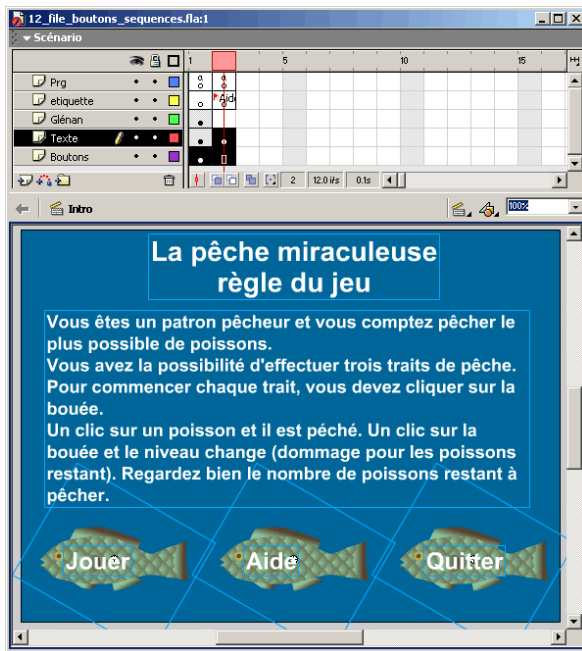 12_file_boutons_sequences.fla:1
Scénario
1 5 10 15
Prg
etiquette Aide
Glénan
Texte
Boutons
2 12.0 i/s 0.1s
Intro 100%
La pêche miraculeuse
règle du jeu
Vous êtes un patron pêcheur et vous comptez pêcher le
plus possible de poissons.
Vous avez la possibilité d'effectuer trois traits de pêche.
Pour commencer chaque trait, vous devez cliquer sur la
bouée.
Un clic sur un poisson et il est péché. Un clic sur la
bouée et le niveau change (dommage pour les poissons
restant). Regardez bien le nombre de poissons restant à
pêcher.
Jouer Aide Quitter